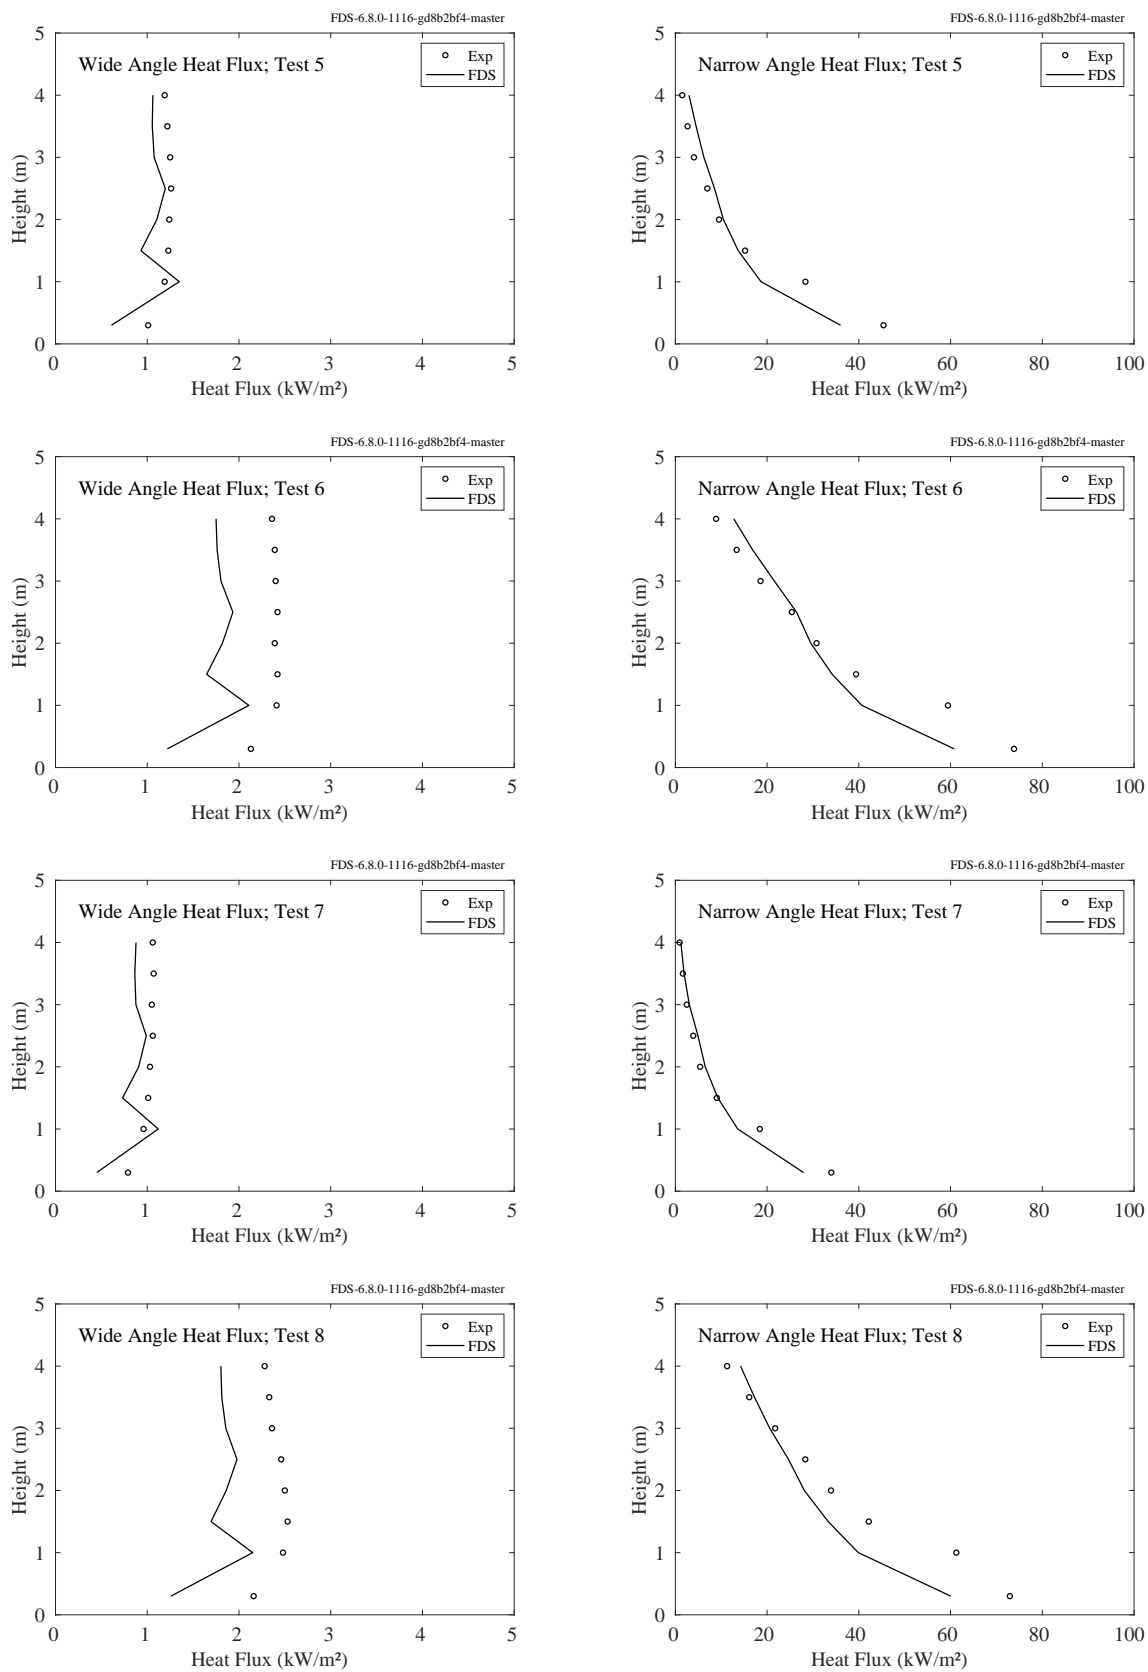 FDS-6.8.0-1116-gd8b2bf4-master
Wide Angle Heat Flux; Test 5
Exp
FDS
Height (m)
5
4
3
2
1
0
0 1 2 3 4 5
Heat Flux (kW/m²)
FDS-6.8.0-1116-gd8b2bf4-master
Narrow Angle Heat Flux; Test 5
Exp
FDS
Height (m)
5
4
3
2
1
0
0 20 40 60 80 100
Heat Flux (kW/m²)
FDS-6.8.0-1116-gd8b2bf4-master
Wide Angle Heat Flux; Test 6
Exp
FDS
Height (m)
5
4
3
2
1
0
0 1 2 3 4 5
Heat Flux (kW/m²)
FDS-6.8.0-1116-gd8b2bf4-master
Narrow Angle Heat Flux; Test 6
Exp
FDS
Height (m)
5
4
3
2
1
0
0 20 40 60 80 100
Heat Flux (kW/m²)
FDS-6.8.0-1116-gd8b2bf4-master
Wide Angle Heat Flux; Test 7
Exp
FDS
Height (m)
5
4
3
2
1
0
0 1 2 3 4 5
Heat Flux (kW/m²)
FDS-6.8.0-1116-gd8b2bf4-master
Narrow Angle Heat Flux; Test 7
Exp
FDS
Height (m)
5
4
3
2
1
0
0 20 40 60 80 100
Heat Flux (kW/m²)
FDS-6.8.0-1116-gd8b2bf4-master
Wide Angle Heat Flux; Test 8
Exp
FDS
Height (m)
5
4
3
2
1
0
0 1 2 3 4 5
Heat Flux (kW/m²)
FDS-6.8.0-1116-gd8b2bf4-master
Narrow Angle Heat Flux; Test 8
Exp
FDS
Height (m)
5
4
3
2
1
0
0 20 40 60 80 100
Heat Flux (kW/m²)